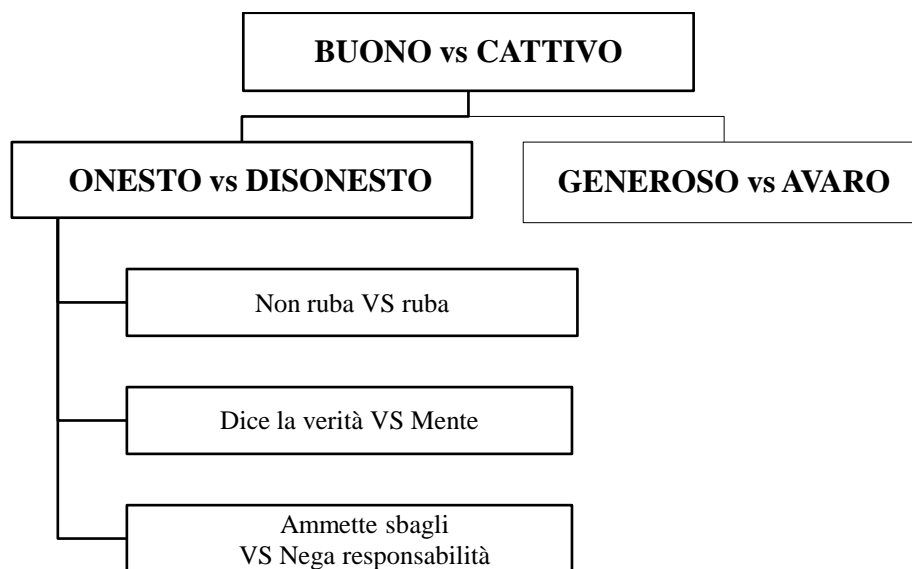 BUONO vs CATTIVO
ONESTO vs DISONESTO
GENEROSO vs AVARO
Non ruba VS ruba
Dice la verità VS Mente
Ammette sbagli
VS Nega responsabilità